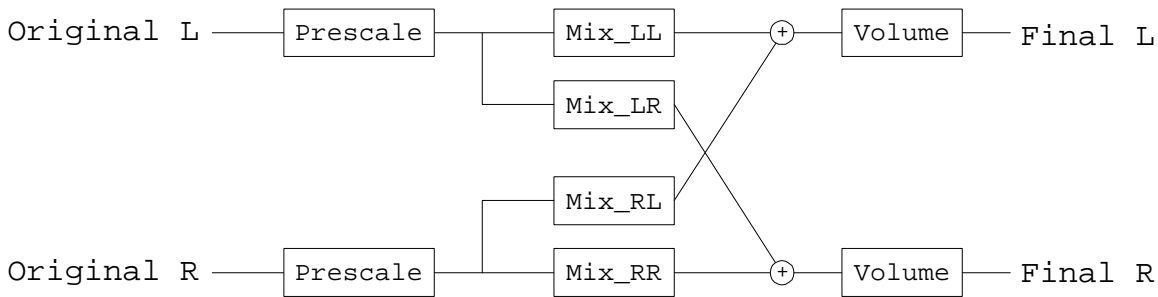 Original L Prescale Mix_LL + Volume Final L
Mix_LR
Mix_RL
Original R Prescale Mix_RR + Volume Final R